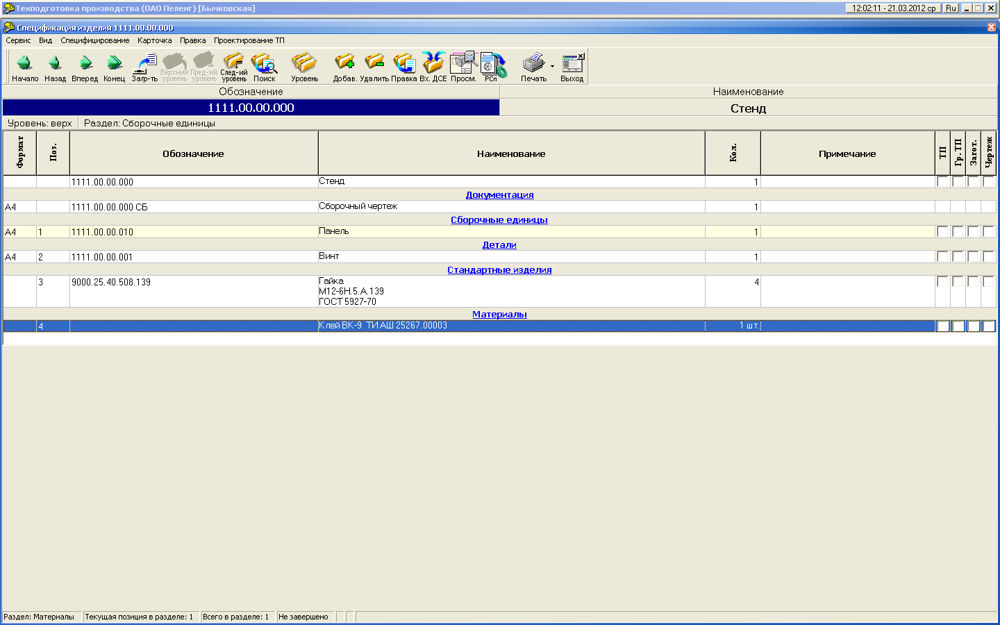 Техподготовка производства (ОАО Пеленг) [Бычковская]
12:02:11 - 21.03.2012 ср
Ru
Спецификация изделия 1111.00.00.000
Сервис Вид Специфицирование Карточка Правка Проектирование ТП
Начало Назад Вперед Конец Загр-ть Верхний уровень Пред-ий уровень След-ий уровень Поиск Уровень Добав. Удалить Правка Вх. ДСЕ Просм. РСп Печать Выход
Обозначение Наименование
1111.00.00.000 Стенд
Уровень: верх Раздел: Сборочные единицы
Формат Поз. Обозначение Наименование Кол. Примечание ТП Гр. ТП Загот. Чертеж
1111.00.00.000 Стенд 1
Документация
А4 1111.00.00.000 СБ Сборочный чертеж 1
Сборочные единицы
А4 1 1111.00.00.010 Панель 1
Детали
А4 2 1111.00.00.001 Винт 1
Стандартные изделия
3 9000.25.40.508.139 Гайка 4
М12-6Н.5.А.139
ГОСТ 5927-70
Материалы
4 Клей ВК-9 ТИ АШ 25267.00003 1 шт.
Раздел: Материалы Текущая позиция в разделе: 1 Всего в разделе: 1 Не завершено